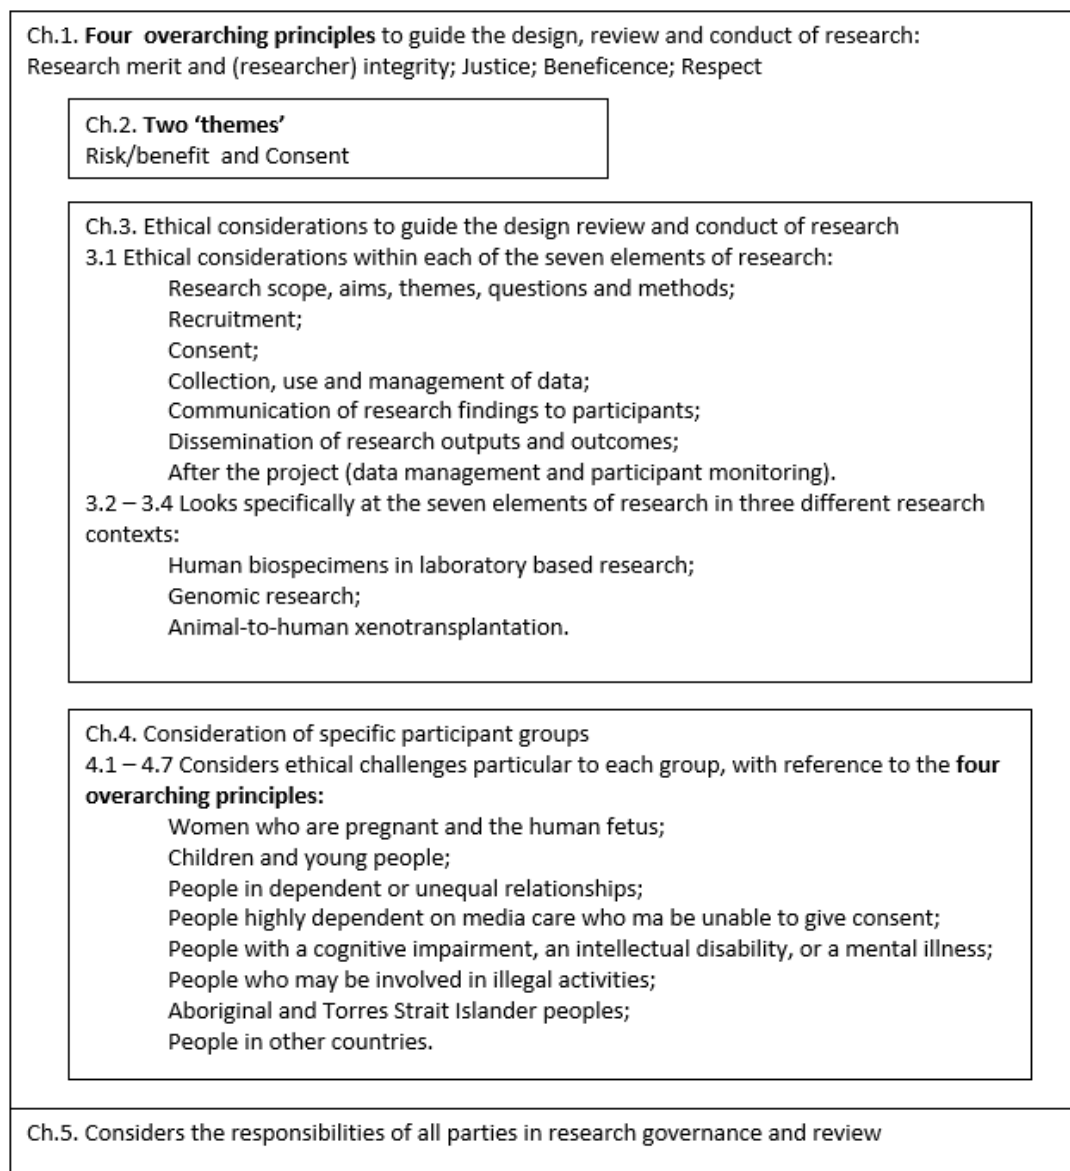 Ch.1. Four overarching principles to guide the design, review and conduct of research:
Research merit and (researcher) integrity; Justice; Beneficence; Respect
Ch.2. Two ‘themes’
Risk/benefit and Consent
Ch.3. Ethical considerations to guide the design review and conduct of research
3.1 Ethical considerations within each of the seven elements of research:
Research scope, aims, themes, questions and methods;
Recruitment;
Consent;
Collection, use and management of data;
Communication of research findings to participants;
Dissemination of research outputs and outcomes;
After the project (data management and participant monitoring).
3.2 – 3.4 Looks specifically at the seven elements of research in three different research
contexts:
Human biospecimens in laboratory based research;
Genomic research;
Animal-to-human xenotransplantation.
Ch.4. Consideration of specific participant groups
4.1 – 4.7 Considers ethical challenges particular to each group, with reference to the four
overarching principles:
Women who are pregnant and the human fetus;
Children and young people;
People in dependent or unequal relationships;
People highly dependent on media care who ma be unable to give consent;
People with a cognitive impairment, an intellectual disability, or a mental illness;
People who may be involved in illegal activities;
Aboriginal and Torres Strait Islander peoples;
People in other countries.
Ch.5. Considers the responsibilities of all parties in research governance and review